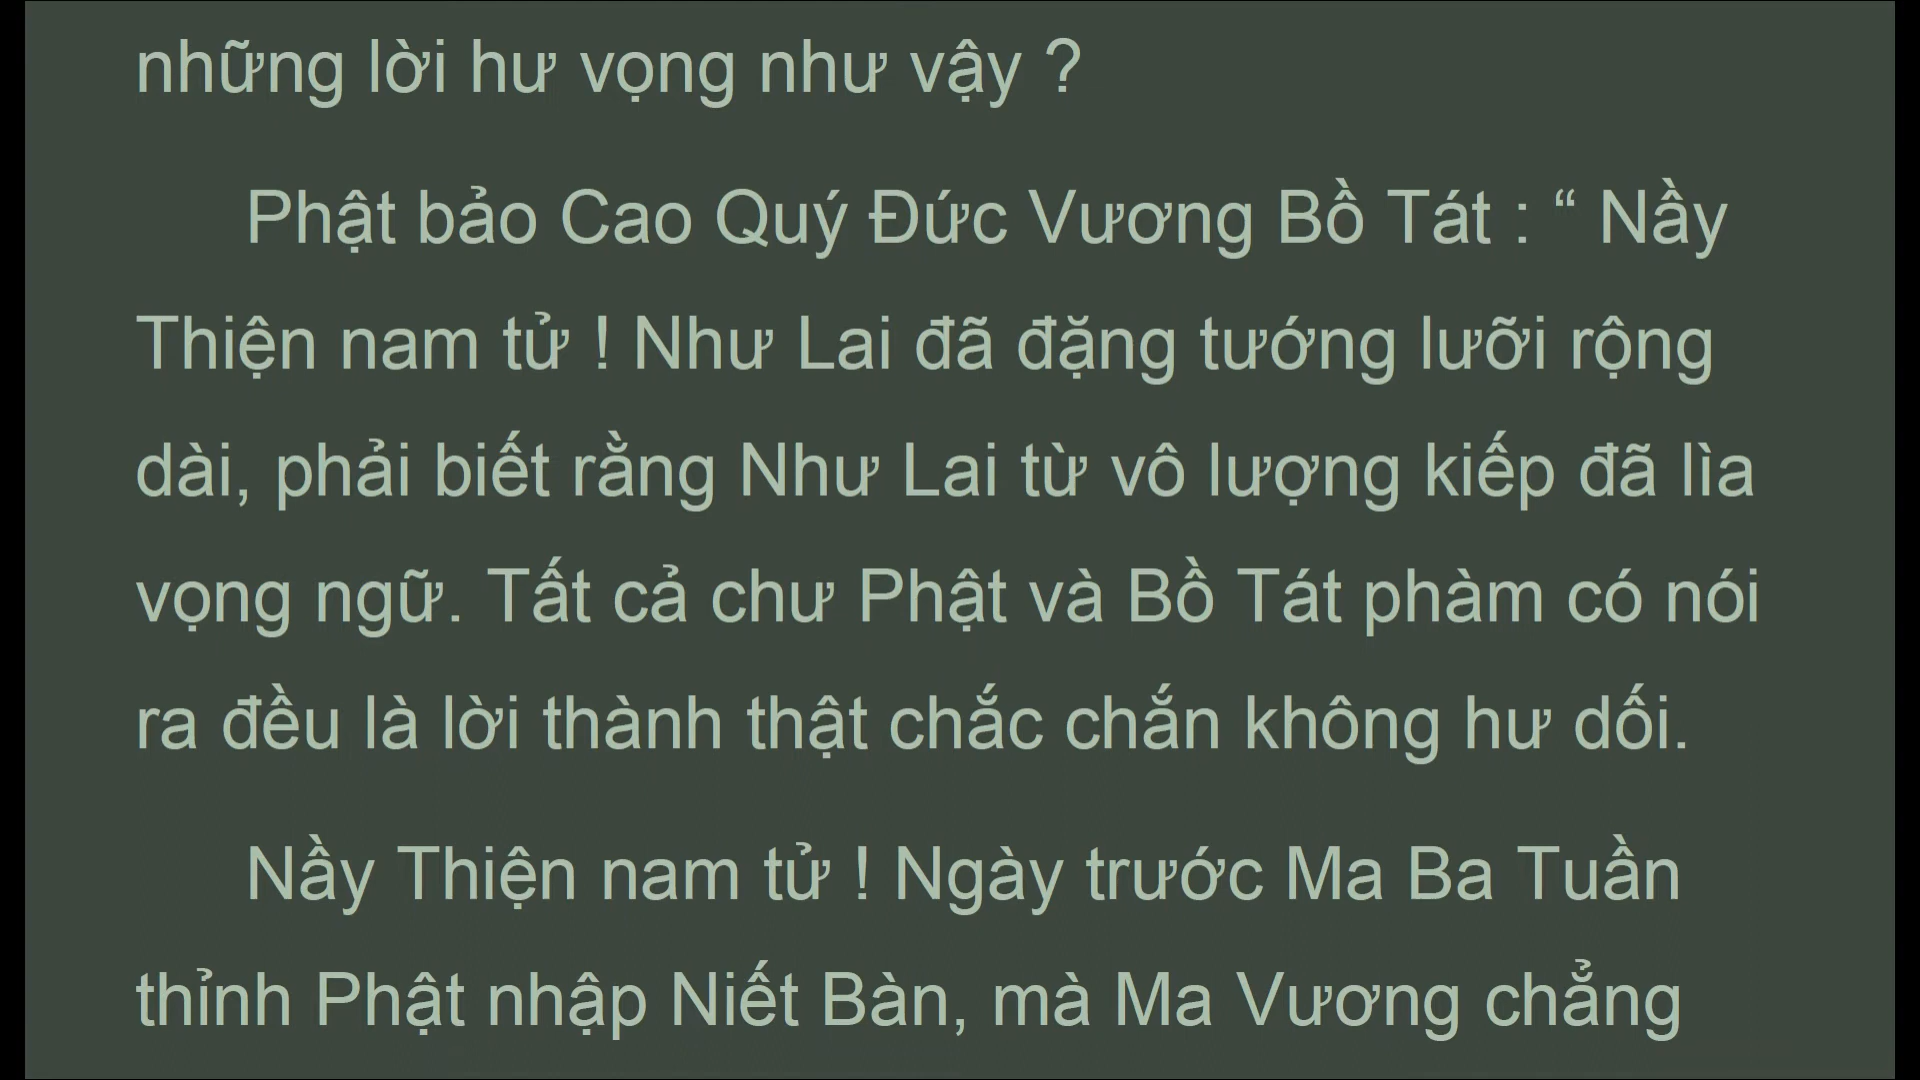 những lời hư vọng như vậy ?
Phật bảo Cao Quý Đức Vương Bồ Tát : “ Nầy
Thiện nam tử ! Như Lai đã đặng tướng lưỡi rộng
dài, phải biết rằng Như Lai từ vô lượng kiếp đã lìa
vọng ngữ. Tất cả chư Phật và Bồ Tát phàm có nói
ra đều là lời thành thật chắc chắn không hư dối.
Nầy Thiện nam tử ! Ngày trước Ma Ba Tuần
thỉnh Phật nhập Niết Bàn, mà Ma Vương chẳng